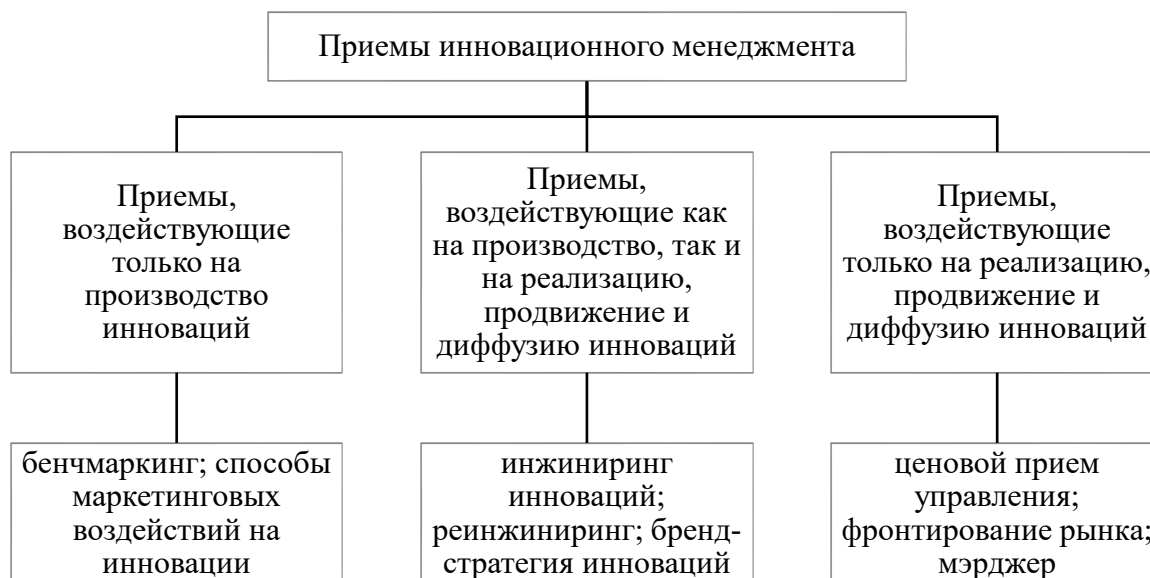 Приемы инновационного менеджмента
Приемы,
воздействующие
только на
производство
инноваций
Приемы,
воздействующие как
на производство, так и
на реализацию,
продвижение и
диффузию инноваций
Приемы,
воздействующие
только на реализацию,
продвижение и
диффузию инноваций
бенчмаркинг; способы
маркетинговых
воздействий на
инновации
инжиниринг
инноваций;
реинжиниринг; бренд-
стратегия инноваций
ценовой прием
управления;
фронтирование рынка;
мэрджер